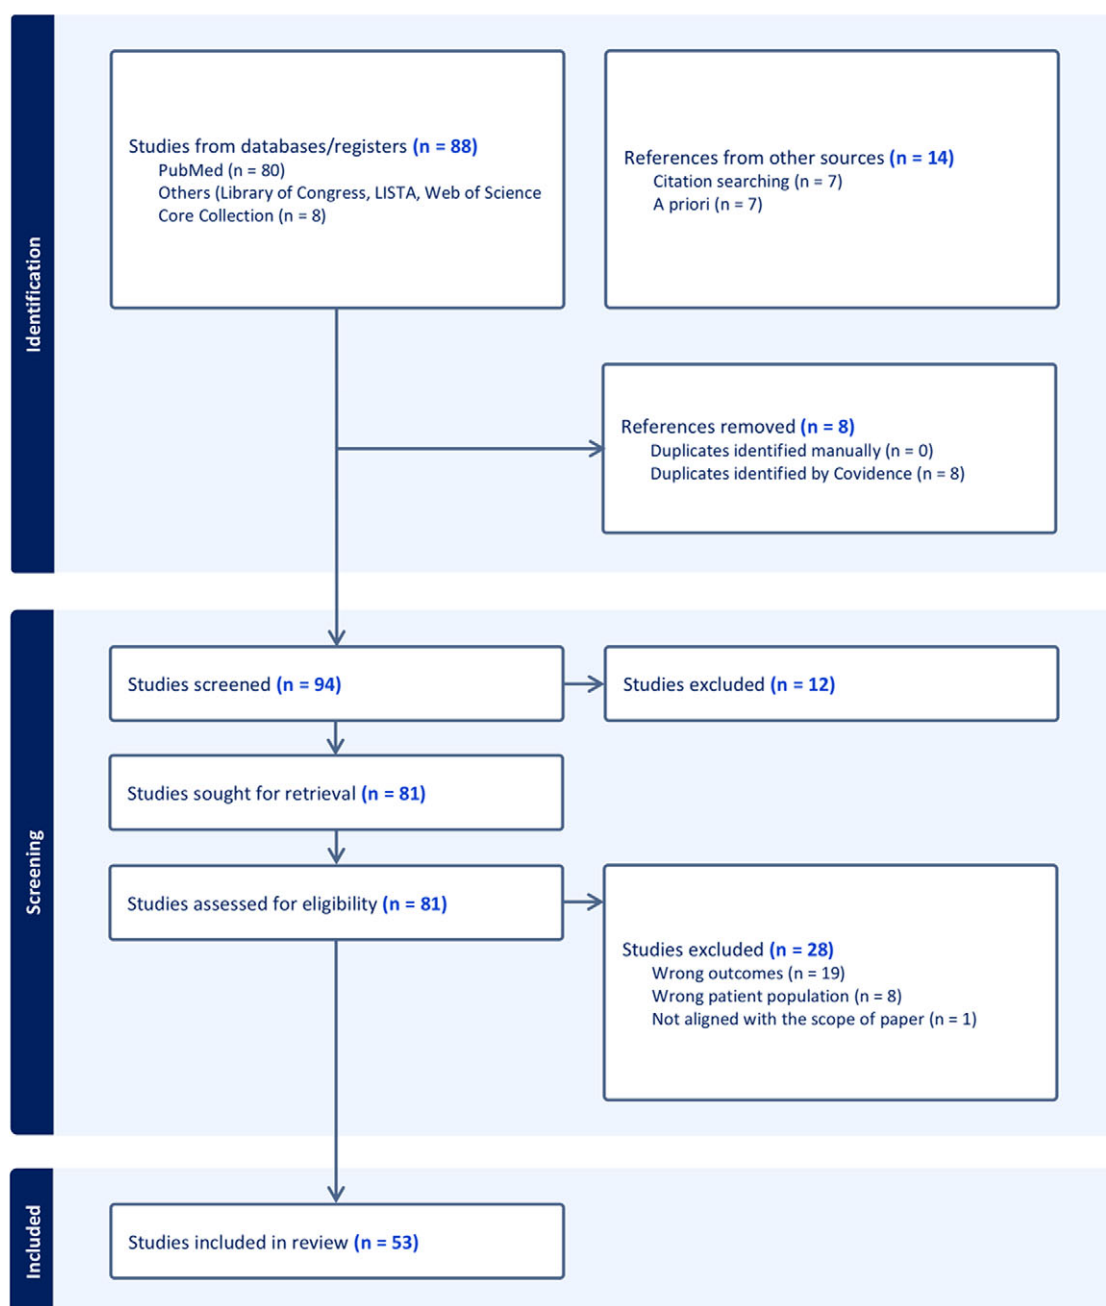 Identification
Studies from databases/registers (n = 88)
PubMed (n = 80)
Others (Library of Congress, LISTA, Web of Science
Core Collection (n = 8)
References from other sources (n = 14)
Citation searching (n = 7)
A priori (n = 7)
References removed (n = 8)
Duplicates identified manually (n = 0)
Duplicates identified by Covidence (n = 8)
Screening
Studies screened (n = 94)
Studies excluded (n = 12)
Studies sought for retrieval (n = 81)
Studies assessed for eligibility (n = 81)
Studies excluded (n = 28)
Wrong outcomes (n = 19)
Wrong patient population (n = 8)
Not aligned with the scope of paper (n = 1)
Included
Studies included in review (n = 53)